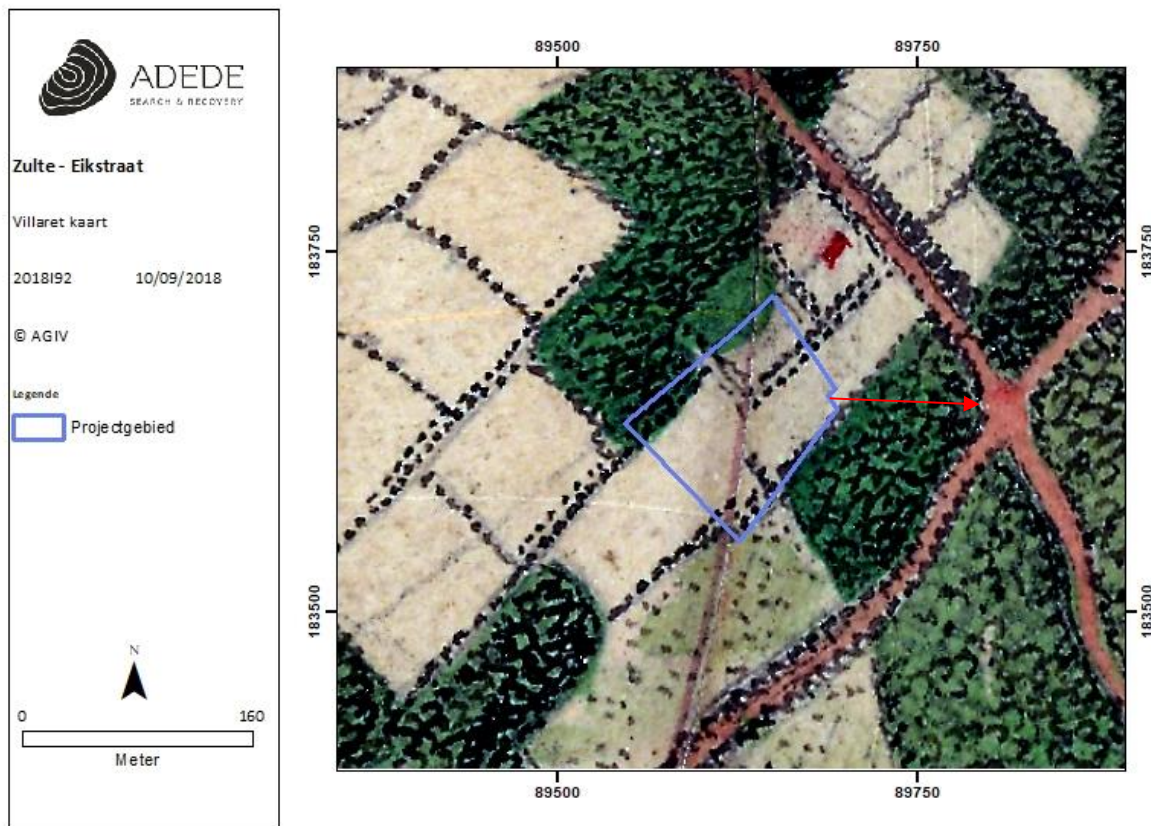 ADEDE
SEARCH & RECOVERY
Zulte - Eikstraat
Villaret kaart
2018I92 10/09/2018
© AGIV
Legende
Projectgebied
N
0 160
Meter
89500 89750
183750 183750
183500 183500
89500 89750